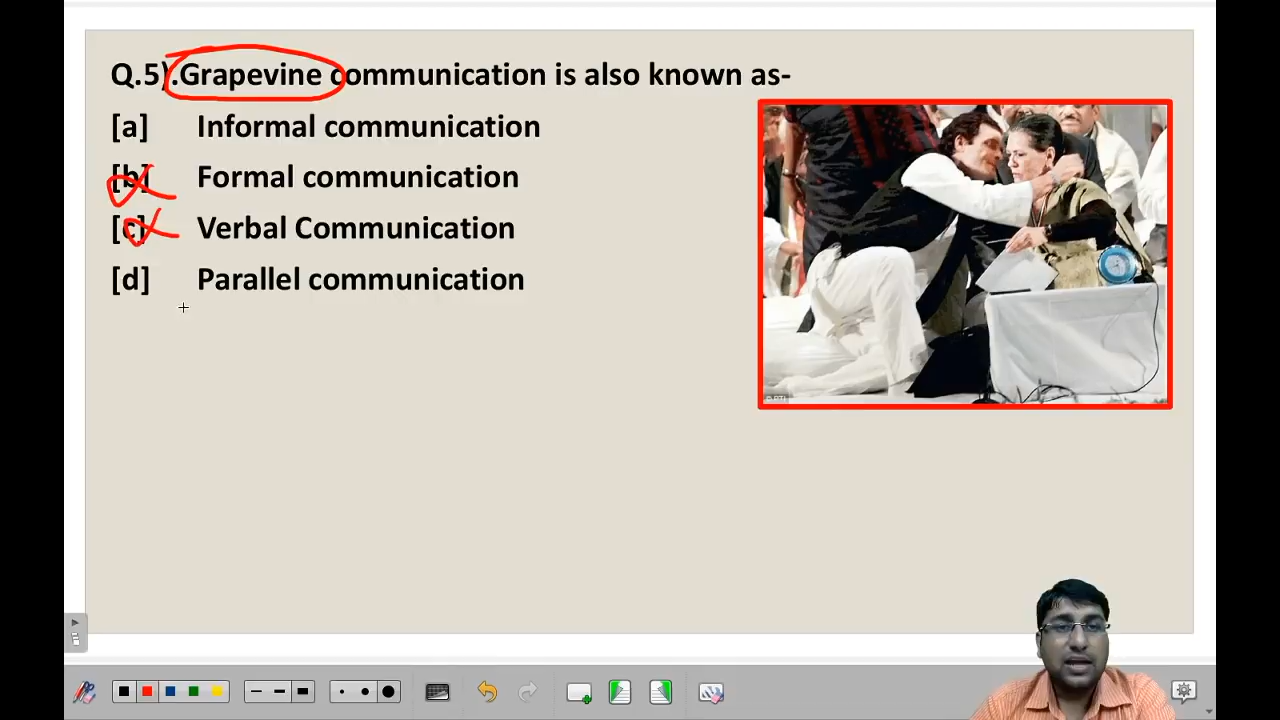 Q.5).Grapevine communication is also known as-
[a] Informal communication
[b] Formal communication
[c] Verbal Communication
[d] Parallel communication